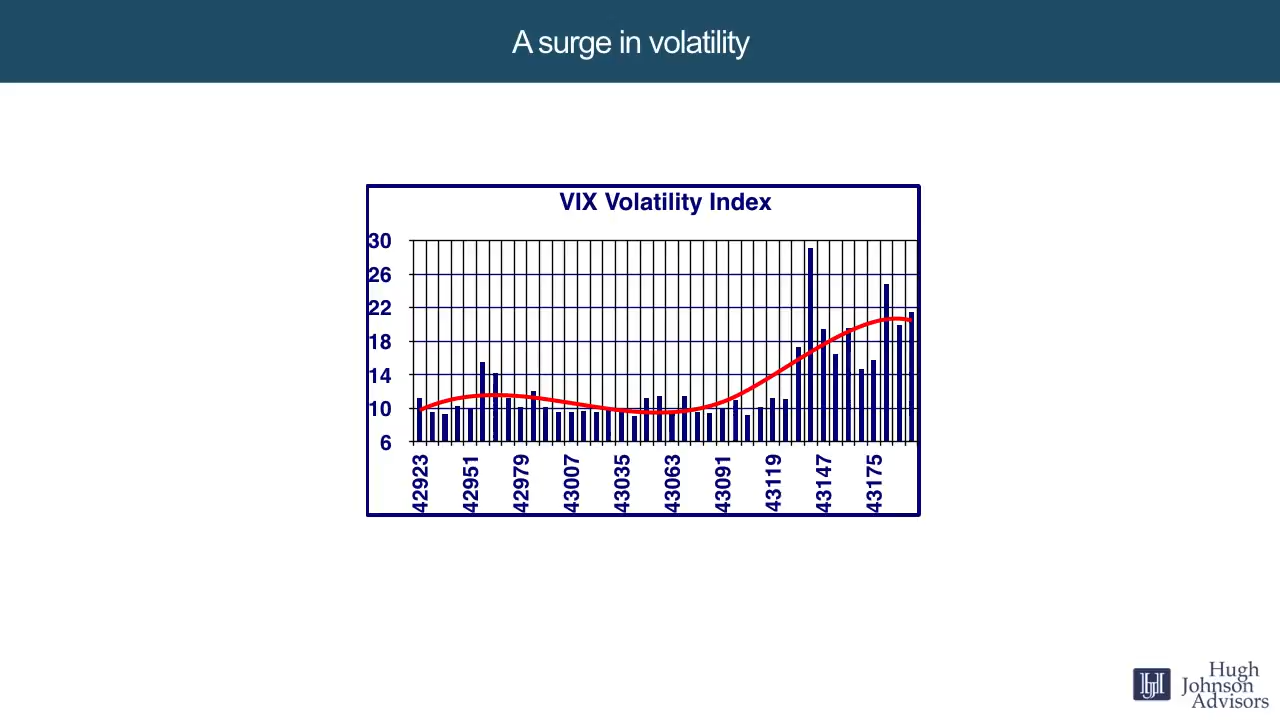 A surge in volatility
VIX Volatility Index
30
26
22
18
14
10
6
42923
42951
42979
43007
43035
43063
43091
43119
43147
43175
HJ
Hugh
Johnson
Advisors